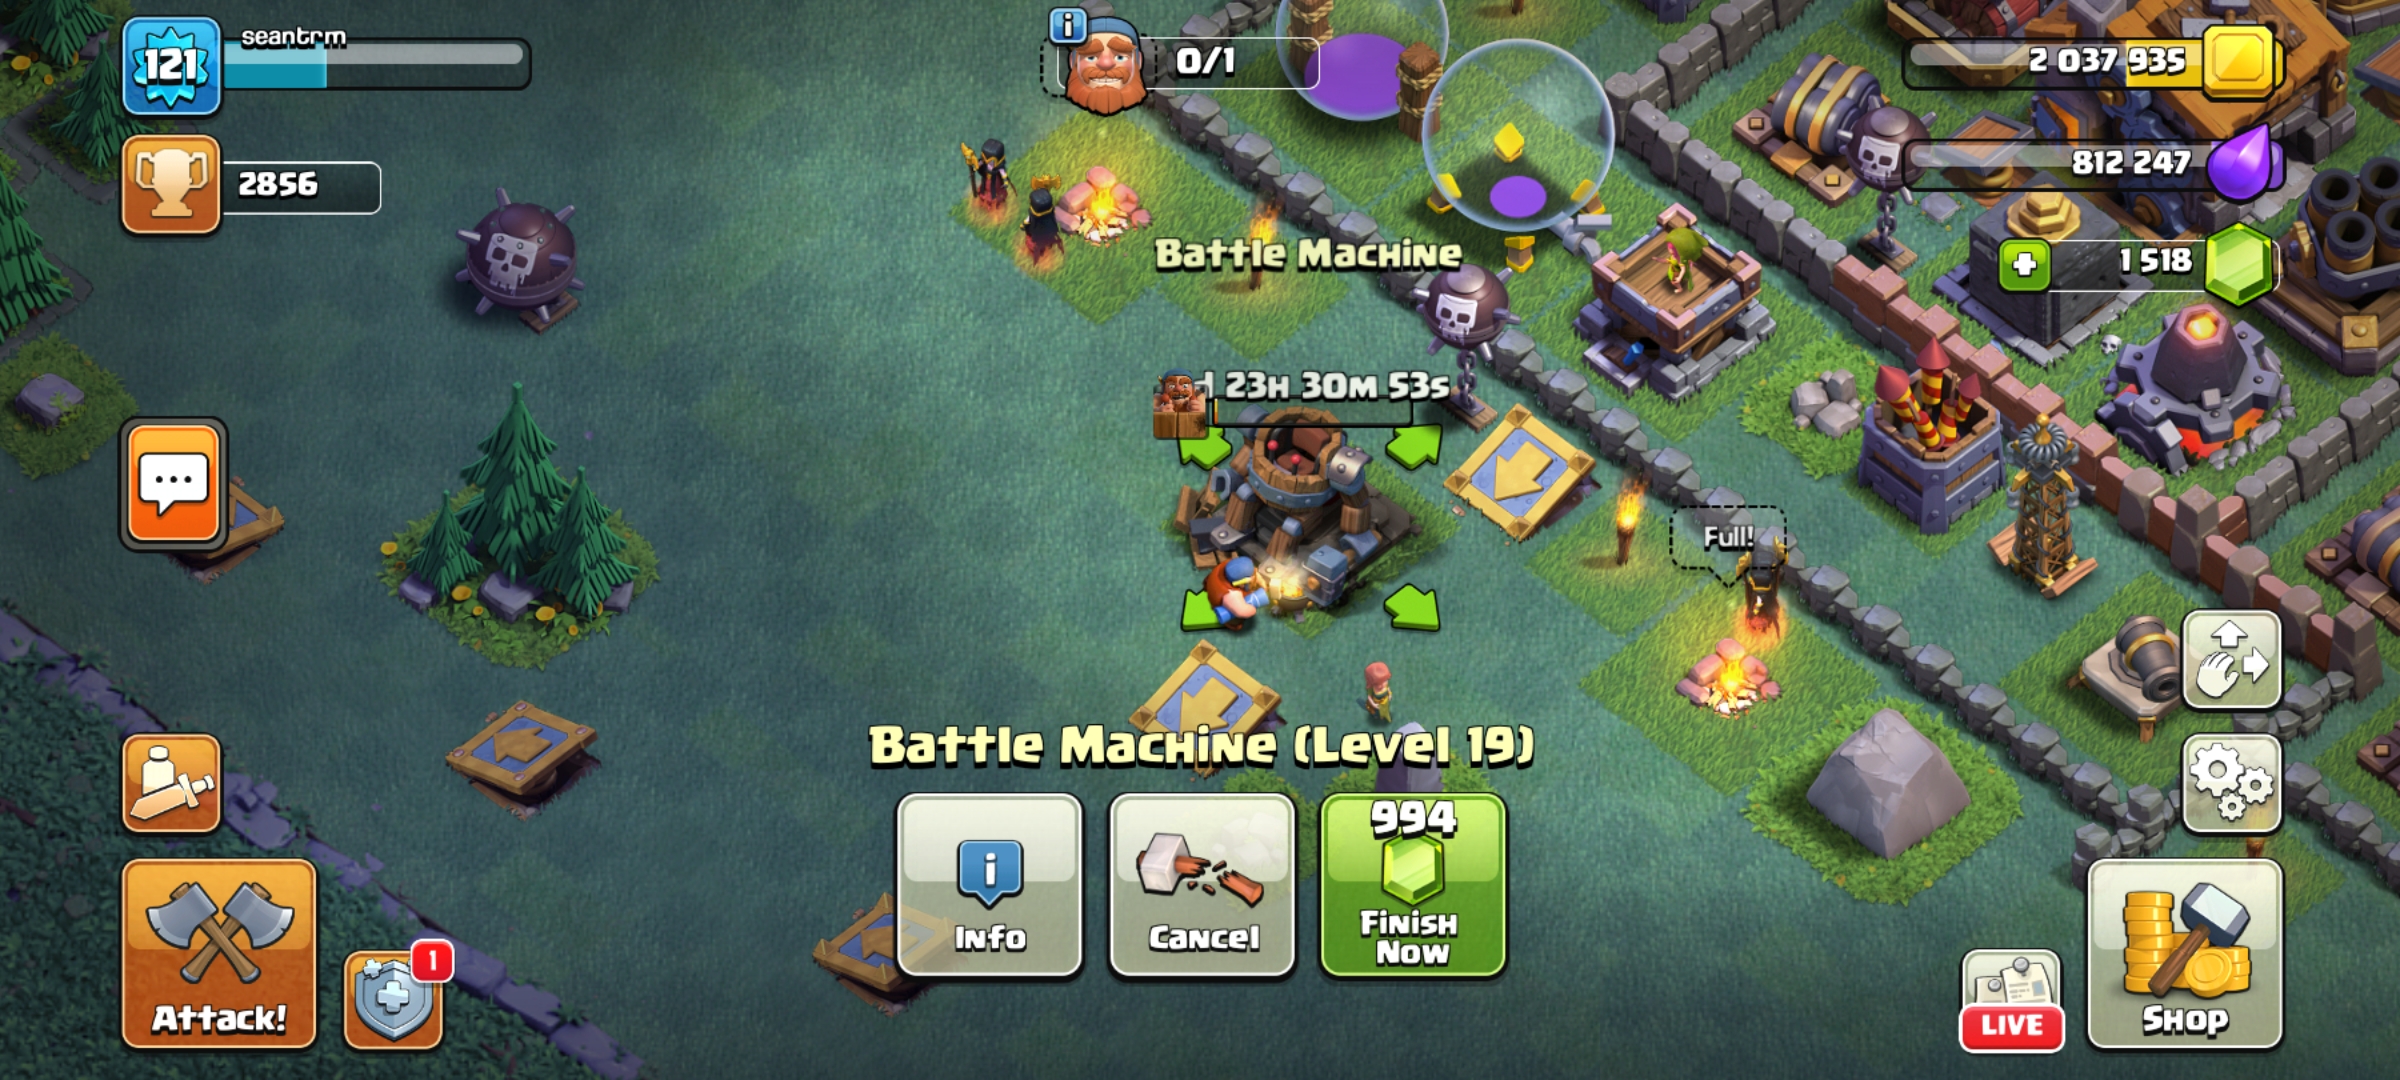 121
seantrm
0/1
2 037 935
2856
812 247
1 518
Battle Machine
23H 30M 53s
Full!
Battle Machine (Level 19)
Info
Cancel
994
Finish
Now
Attack!
1
LIVE
Shop